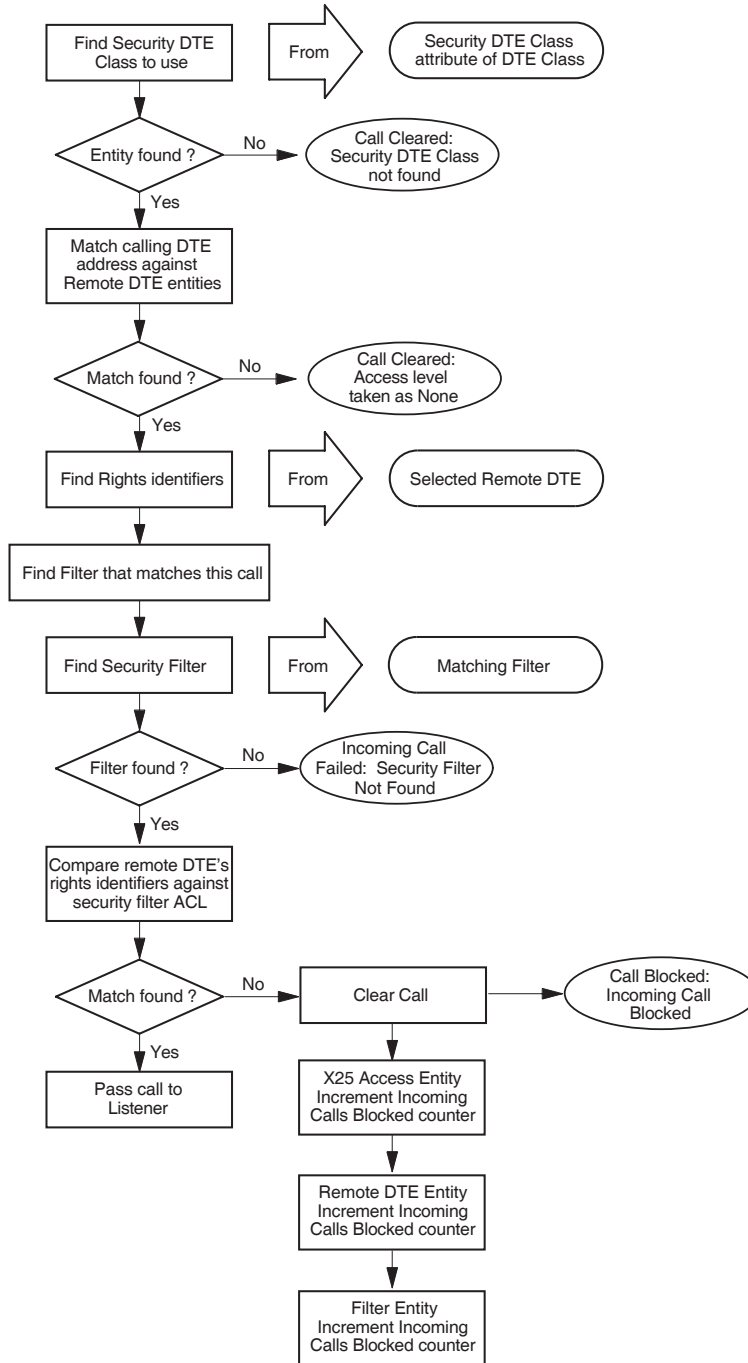 Find Security DTE
Class to use
From
Security DTE Class
attribute of DTE Class
Entity found ?
No
Call Cleared:
Security DTE Class
not found
Yes
Match calling DTE
address against
Remote DTE entities
Match found ?
No
Call Cleared:
Access level
taken as None
Yes
Find Rights identifiers
From
Selected Remote DTE
Find Filter that matches this call
Find Security Filter
From
Matching Filter
Filter found ?
No
Incoming Call
Failed: Security Filter
Not Found
Yes
Compare remote DTE's
rights identifiers against
security filter ACL
Match found ?
No
Clear Call
Call Blocked:
Incoming Call
Blocked
Yes
Pass call to
Listener
X25 Access Entity
Increment Incoming
Calls Blocked counter
Remote DTE Entity
Increment Incoming
Calls Blocked counter
Filter Entity
Increment Incoming
Calls Blocked counter